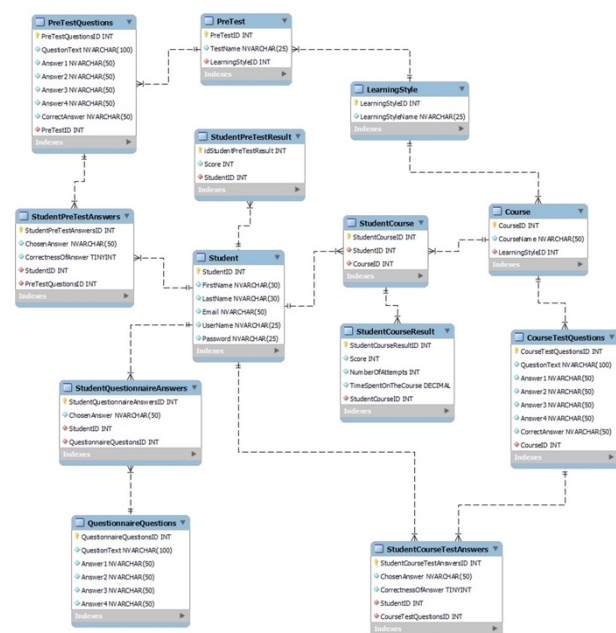 PreTestQuestions
PreTestQuestionsID INT
QuestionText NVARCHAR(100)
Answer1 NVARCHAR(50)
Answer2 NVARCHAR(50)
Answer3 NVARCHAR(50)
Answer4 NVARCHAR(50)
CorrectAnswer NVARCHAR(50)
PreTestID INT
Indexes
PreTest
PreTestID INT
TestName NVARCHAR(25)
LearningStyleID INT
Indexes
LearningStyle
LearningStyleID INT
LearningStyleName NVARCHAR(25)
Indexes
StudentPreTestResult
idStudentPreTestResult INT
Score INT
StudentID INT
Indexes
StudentPreTestAnswers
StudentPreTestAnswersID INT
ChosenAnswer NVARCHAR(50)
CorrectnessOfAnswer TINYINT
StudentID INT
PreTestQuestionsID INT
Indexes
Student
StudentID INT
FirstName NVARCHAR(30)
LastName NVARCHAR(30)
Email NVARCHAR(50)
UserName NVARCHAR(25)
Password NVARCHAR(25)
Indexes
StudentCourse
StudentCourseID INT
StudentID INT
CourseID INT
Indexes
Course
CourseID INT
CourseName NVARCHAR(50)
LearningStyleID INT
Indexes
StudentCourseResult
StudentCourseResultID INT
Score INT
NumberOfAttempts INT
TimeSpentOnTheCourse DECIMAL
StudentCourseID INT
Indexes
CourseTestQuestions
CourseTestQuestionsID INT
QuestionText NVARCHAR(100)
Answer1 NVARCHAR(50)
Answer2 NVARCHAR(50)
Answer3 NVARCHAR(50)
Answer4 NVARCHAR(50)
CorrectAnswer NVARCHAR(50)
CourseID INT
Indexes
StudentQuestionnaireAnswers
StudentQuestionnaireAnswersID INT
ChosenAnswer NVARCHAR(50)
StudentID INT
QuestionnaireQuestionsID INT
Indexes
QuestionnaireQuestions
QuestionnaireQuestionsID INT
QuestionText NVARCHAR(100)
Answer1 NVARCHAR(50)
Answer2 NVARCHAR(50)
Answer3 NVARCHAR(50)
Answer4 NVARCHAR(50)
Indexes
StudentCourseTestAnswers
StudentCourseTestAnswersID INT
ChosenAnswer NVARCHAR(50)
CorrectnessOfAnswer TINYINT
StudentID INT
CourseTestQuestionsID INT
Indexes